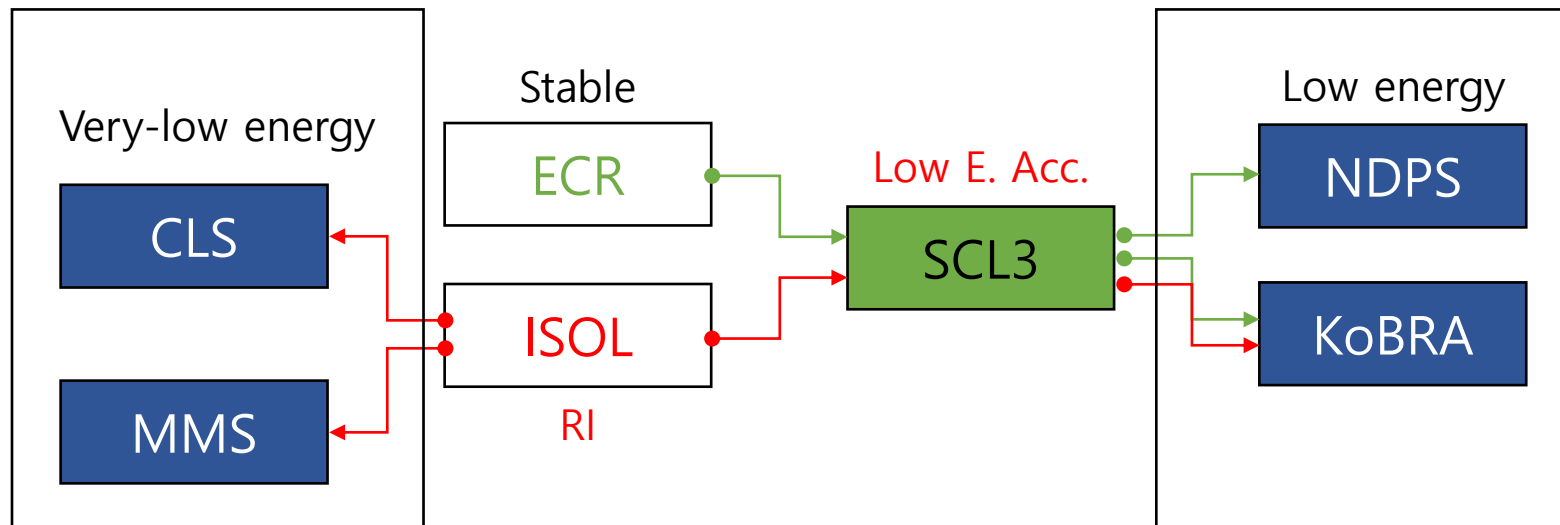 Very-low energy
CLS
MMS
Stable
ECR
ISOL
RI
Low E. Acc.
SCL3
Low energy
NDPS
KoBRA